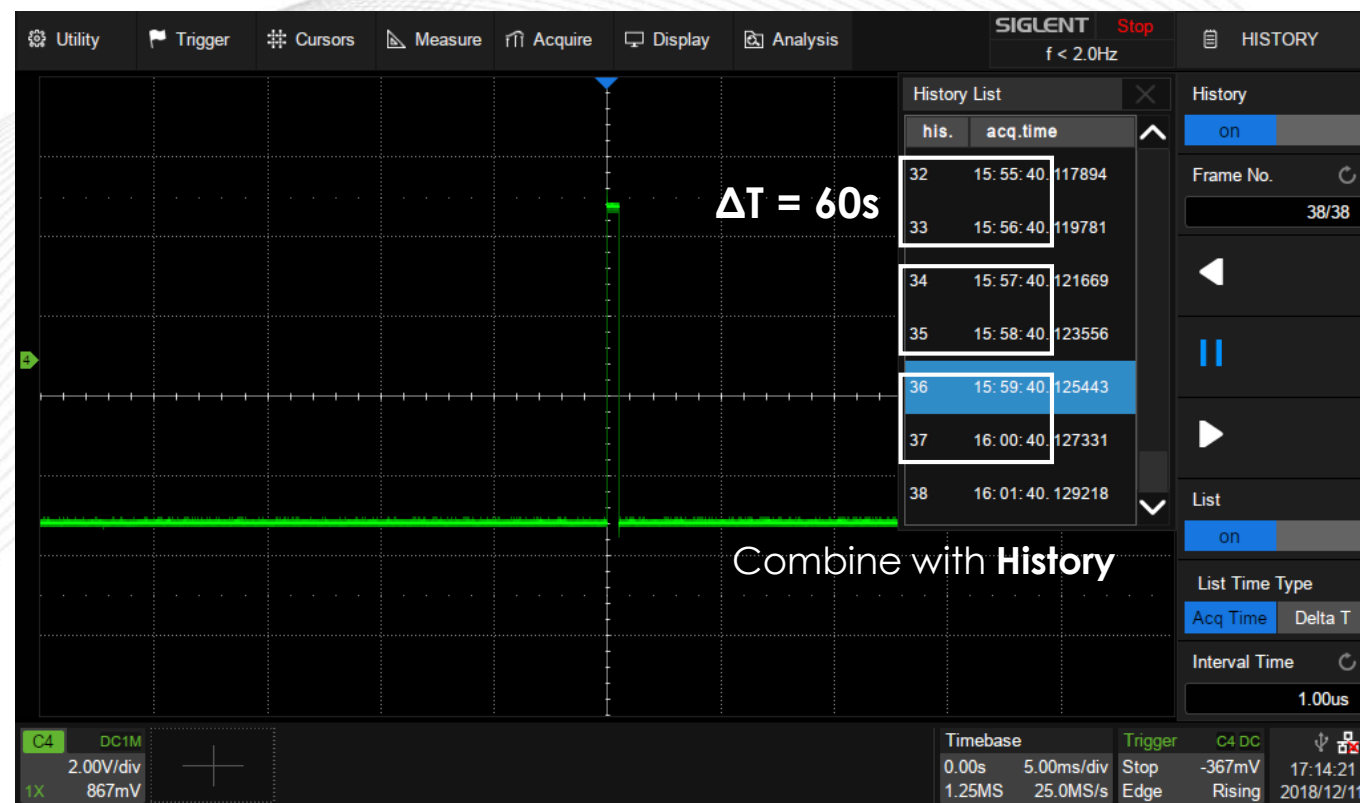 Utility Trigger Cursors Measure Acquire Display Analysis
SIGLENT Stop
f < 2.0Hz
HISTORY
History List
his. acq.time
32 15:55:40.117894
33 15:56:40.119781
34 15:57:40.121669
35 15:58:40.123556
36 15:59:40.125443
37 16:00:40.127331
38 16:01:40.129218
ΔT = 60s
Combine with History
4
History
on
Frame No.
38/38
List
on
List Time Type
Acq Time Delta T
Interval Time
1.00us
C4 DC1M
2.00V/div
1X 867mV
Timebase
0.00s 5.00ms/div
1.25MS 25.0MS/s
Trigger C4 DC
Stop -367mV
Edge Rising
17:14:21
2018/12/11